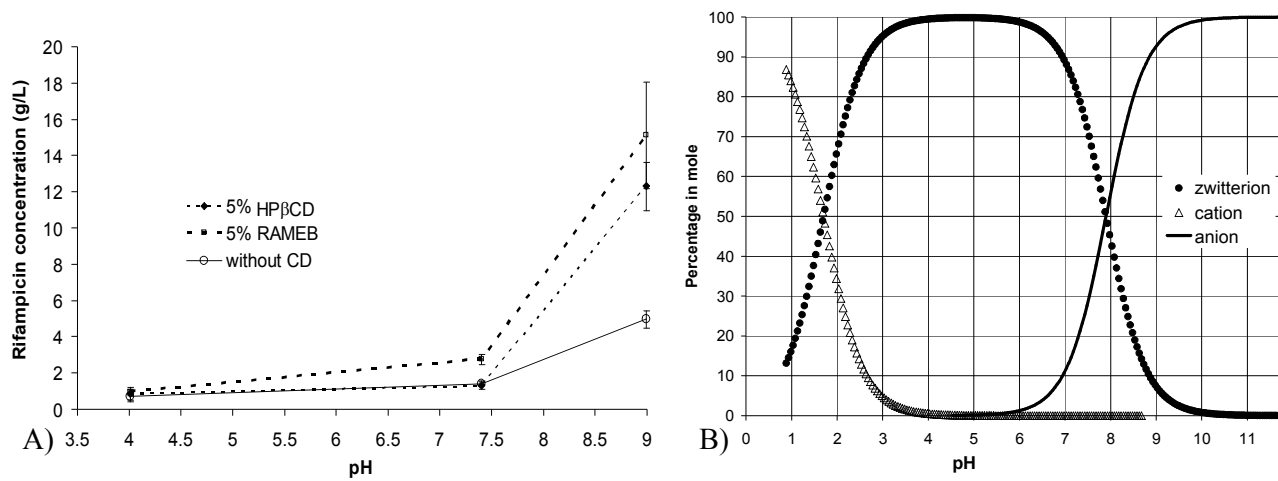 20
18
16
14
12
10
8
6
4
2
0
Rifampicin concentration (g/L)
5% HPβCD
5% RAMEB
without CD
3.5 4 4.5 5 5.5 6 6.5 7 7.5 8 8.5 9
pH
A)
100
90
80
70
60
50
40
30
20
10
0
Percentage in mole
zwitterion
cation
anion
0 1 2 3 4 5 6 7 8 9 10 11
pH
B)